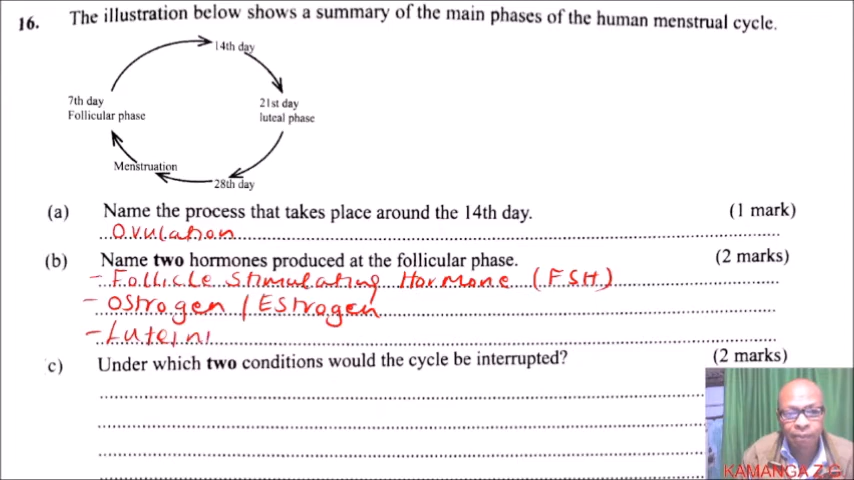 16. The illustration below shows a summary of the main phases of the human menstrual cycle.
14th day
7th day
Follicular phase
21st day
luteal phase
Menstruation
28th day
(a) Name the process that takes place around the 14th day. (1 mark)
Ovulation
(b) Name two hormones produced at the follicular phase. (2 marks)
- Follicle Stimulating Hormone (FSH)
- Ostrogen / Estrogen
- Luteini
c) Under which two conditions would the cycle be interrupted? (2 marks)
KAMANGA Z.G